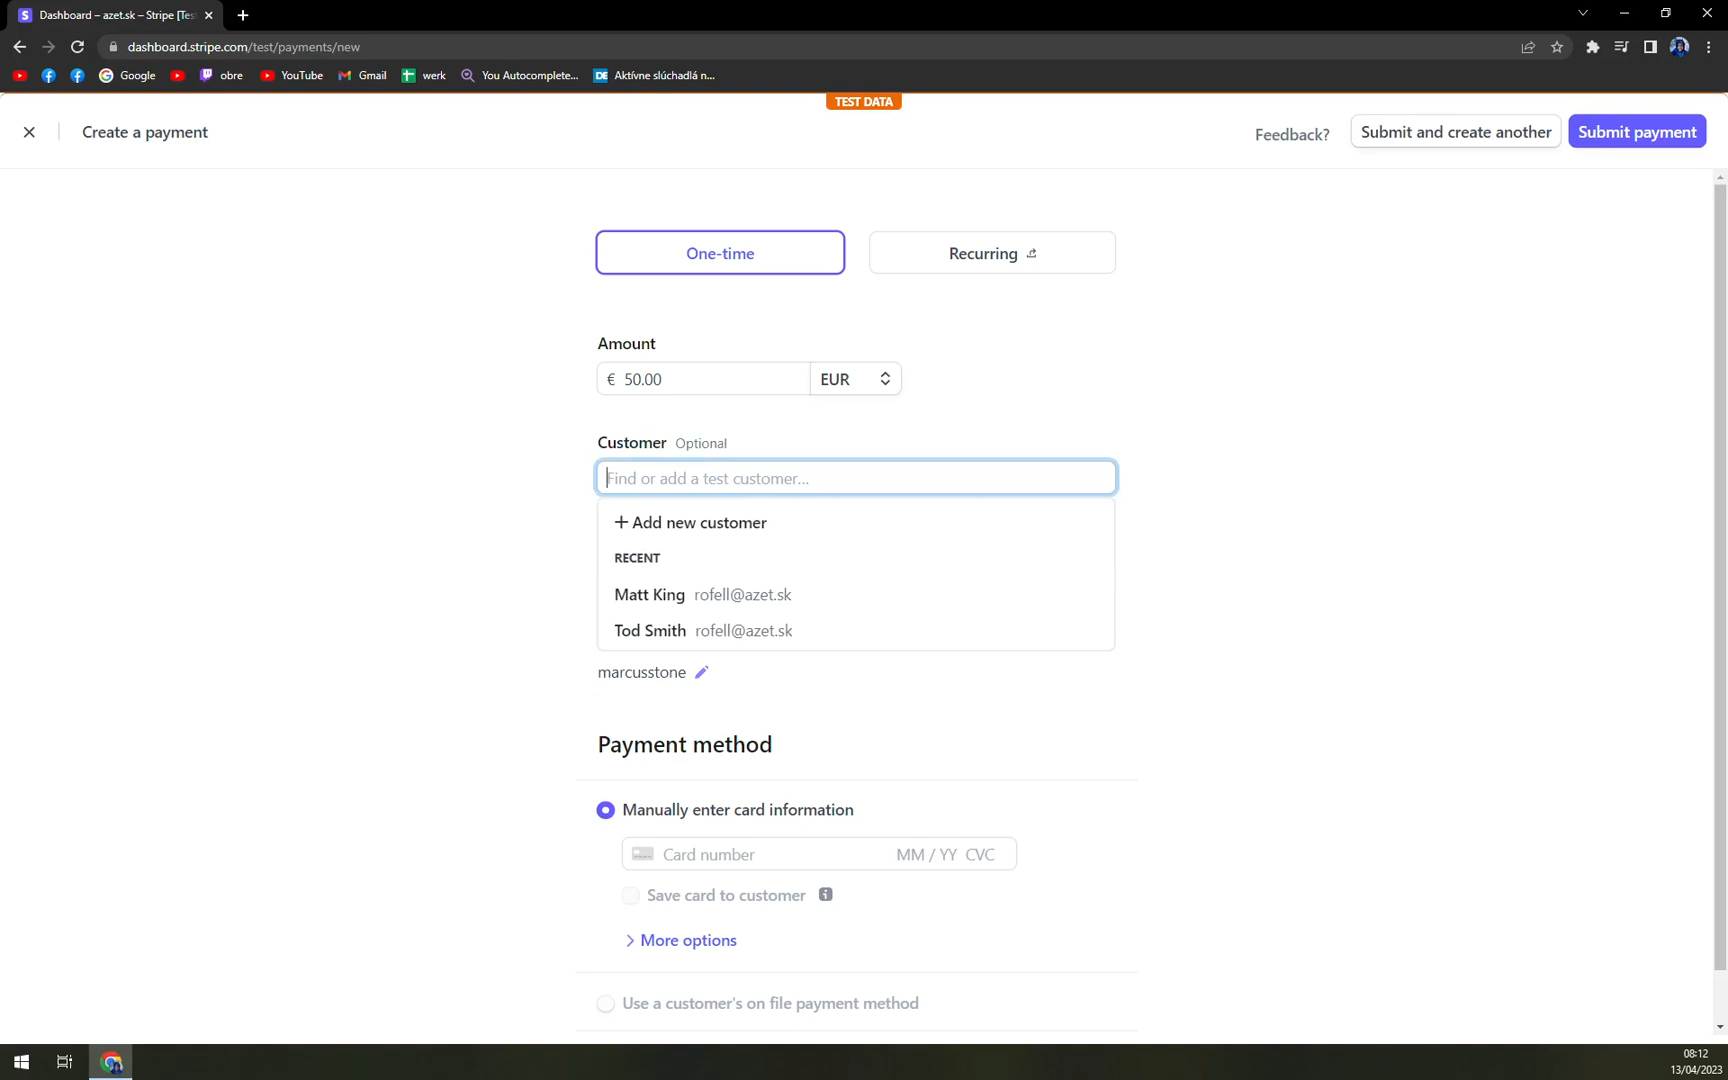 Dashboard – azet.sk – Stripe [Tes
dashboard.stripe.com/test/payments/new
Google obre YouTube Gmail werk You Autocomplete... DE Aktívne slúchadlá n...
TEST DATA
Create a payment Feedback? Submit and create another Submit payment
One-time Recurring
Amount
€ 50.00 EUR
Customer Optional
Find or add a test customer...
+ Add new customer
RECENT
Matt King rofell@azet.sk
Tod Smith rofell@azet.sk
marcusstone
Payment method
Manually enter card information
Card number MM / YY CVC
Save card to customer
More options
Use a customer's on file payment method
08:12
13/04/2023